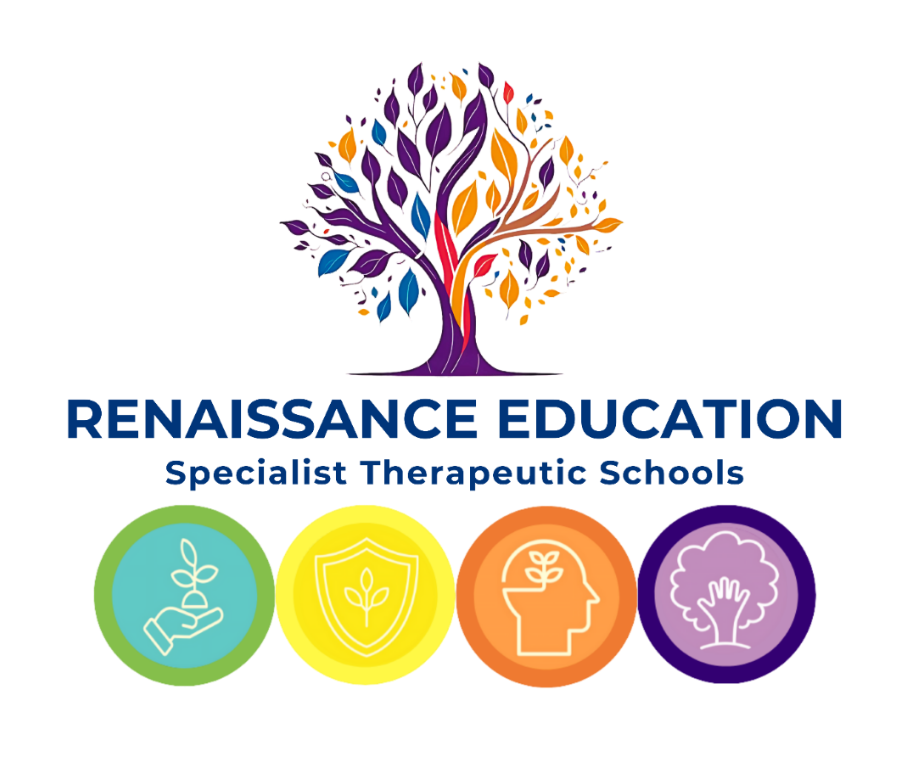 RENAISSANCE EDUCATION
Specialist Therapeutic Schools